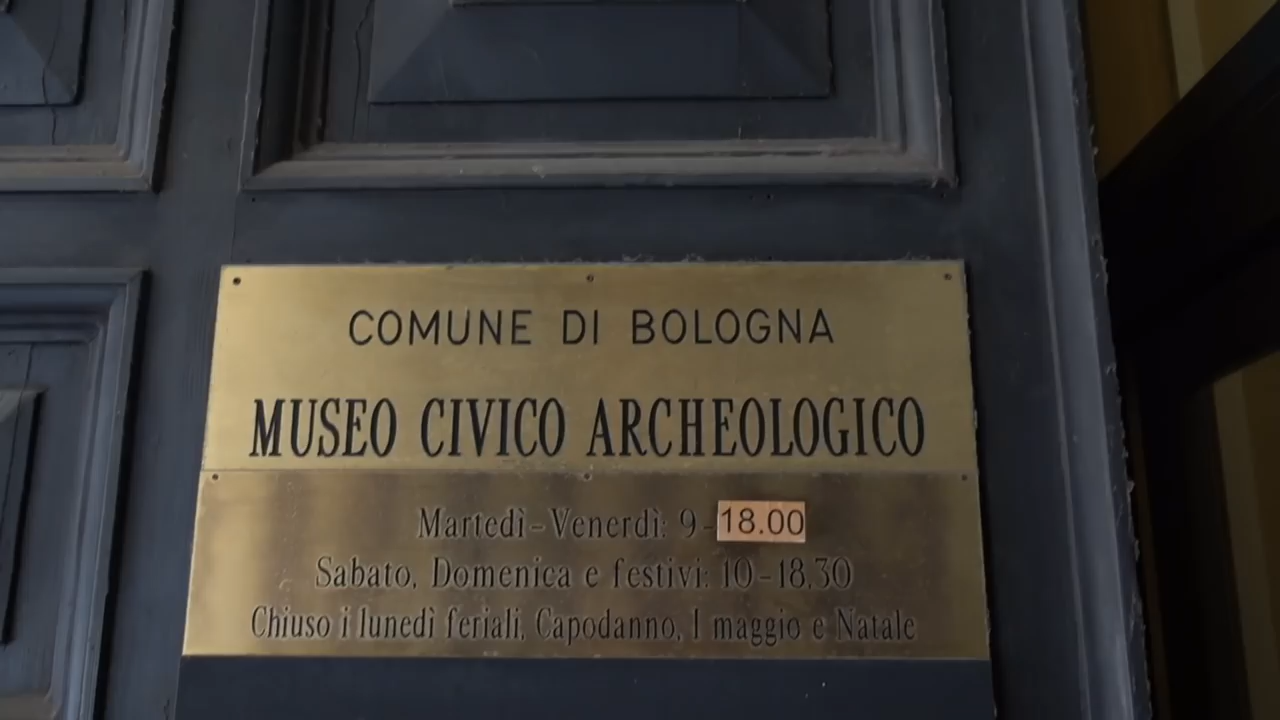 COMUNE DI BOLOGNA
MUSEO CIVICO ARCHEOLOGICO
Martedì - Venerdì: 9 - 18.00
Sabato, Domenica e festivi: 10 - 18,30
Chiuso i lunedì feriali, Capodanno, 1 maggio e Natale